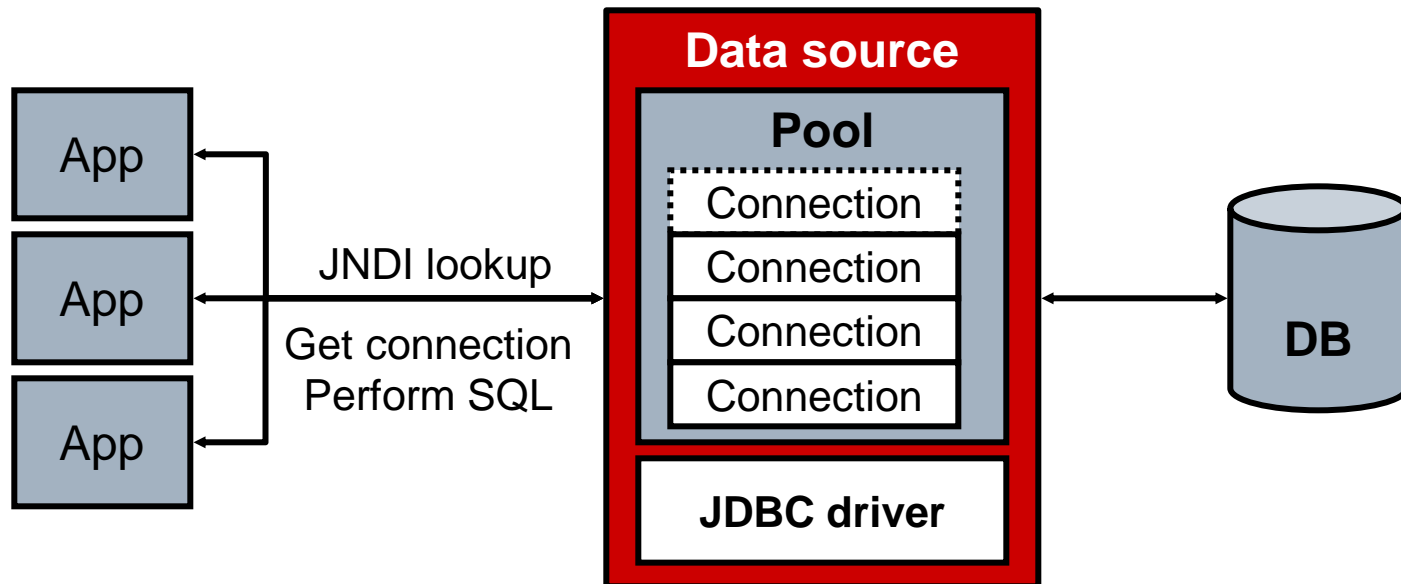 App
App
App
JNDI lookup
Get connection
Perform SQL
Data source
Pool
Connection
Connection
Connection
Connection
JDBC driver
DB